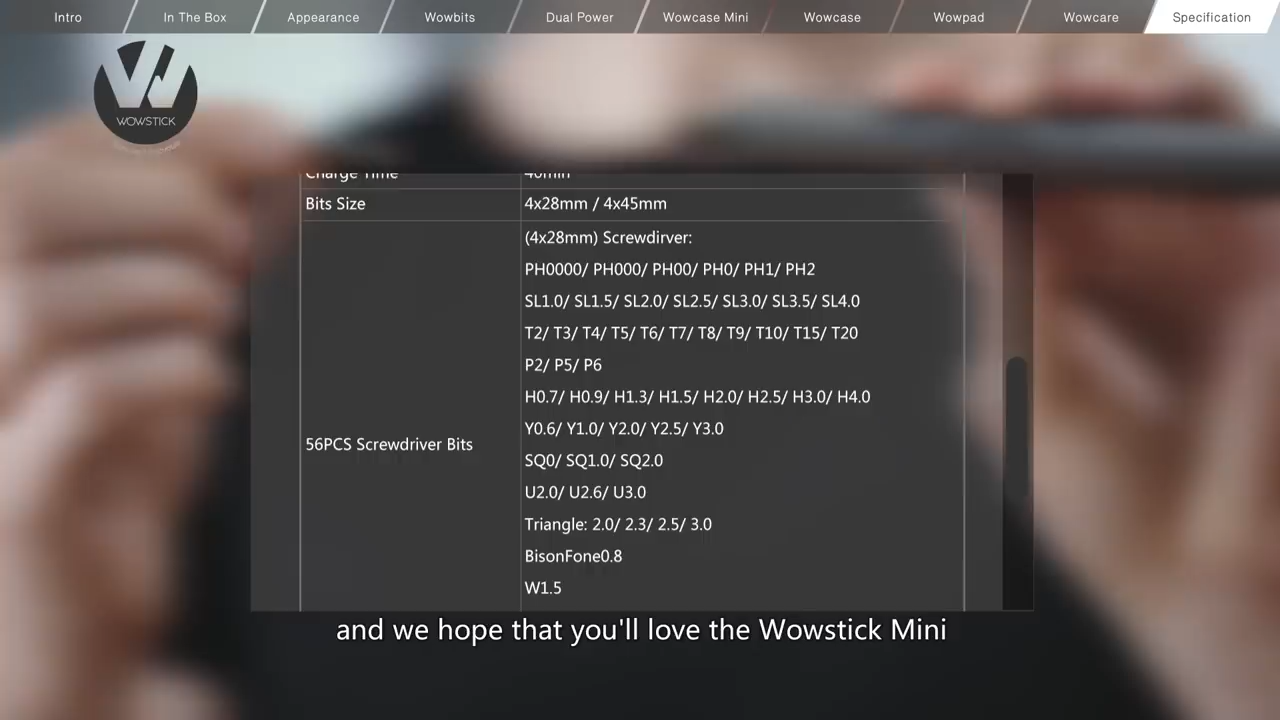 Intro
In The Box
Appearance
Wowbits
Dual Power
Wowcase Mini
Wowcase
Wowpad
Wowcare
Specification
WOWSTICK
Charge Time 40min
Bits Size 4x28mm / 4x45mm
(4x28mm) Screwdirver:
PH0000/ PH000/ PH00/ PH0/ PH1/ PH2
SL1.0/ SL1.5/ SL2.0/ SL2.5/ SL3.0/ SL3.5/ SL4.0
T2/ T3/ T4/ T5/ T6/ T7/ T8/ T9/ T10/ T15/ T20
P2/ P5/ P6
H0.7/ H0.9/ H1.3/ H1.5/ H2.0/ H2.5/ H3.0/ H4.0
Y0.6/ Y1.0/ Y2.0/ Y2.5/ Y3.0
56PCS Screwdriver Bits
SQ0/ SQ1.0/ SQ2.0
U2.0/ U2.6/ U3.0
Triangle: 2.0/ 2.3/ 2.5/ 3.0
BisonFone0.8
W1.5
and we hope that you'll love the Wowstick Mini